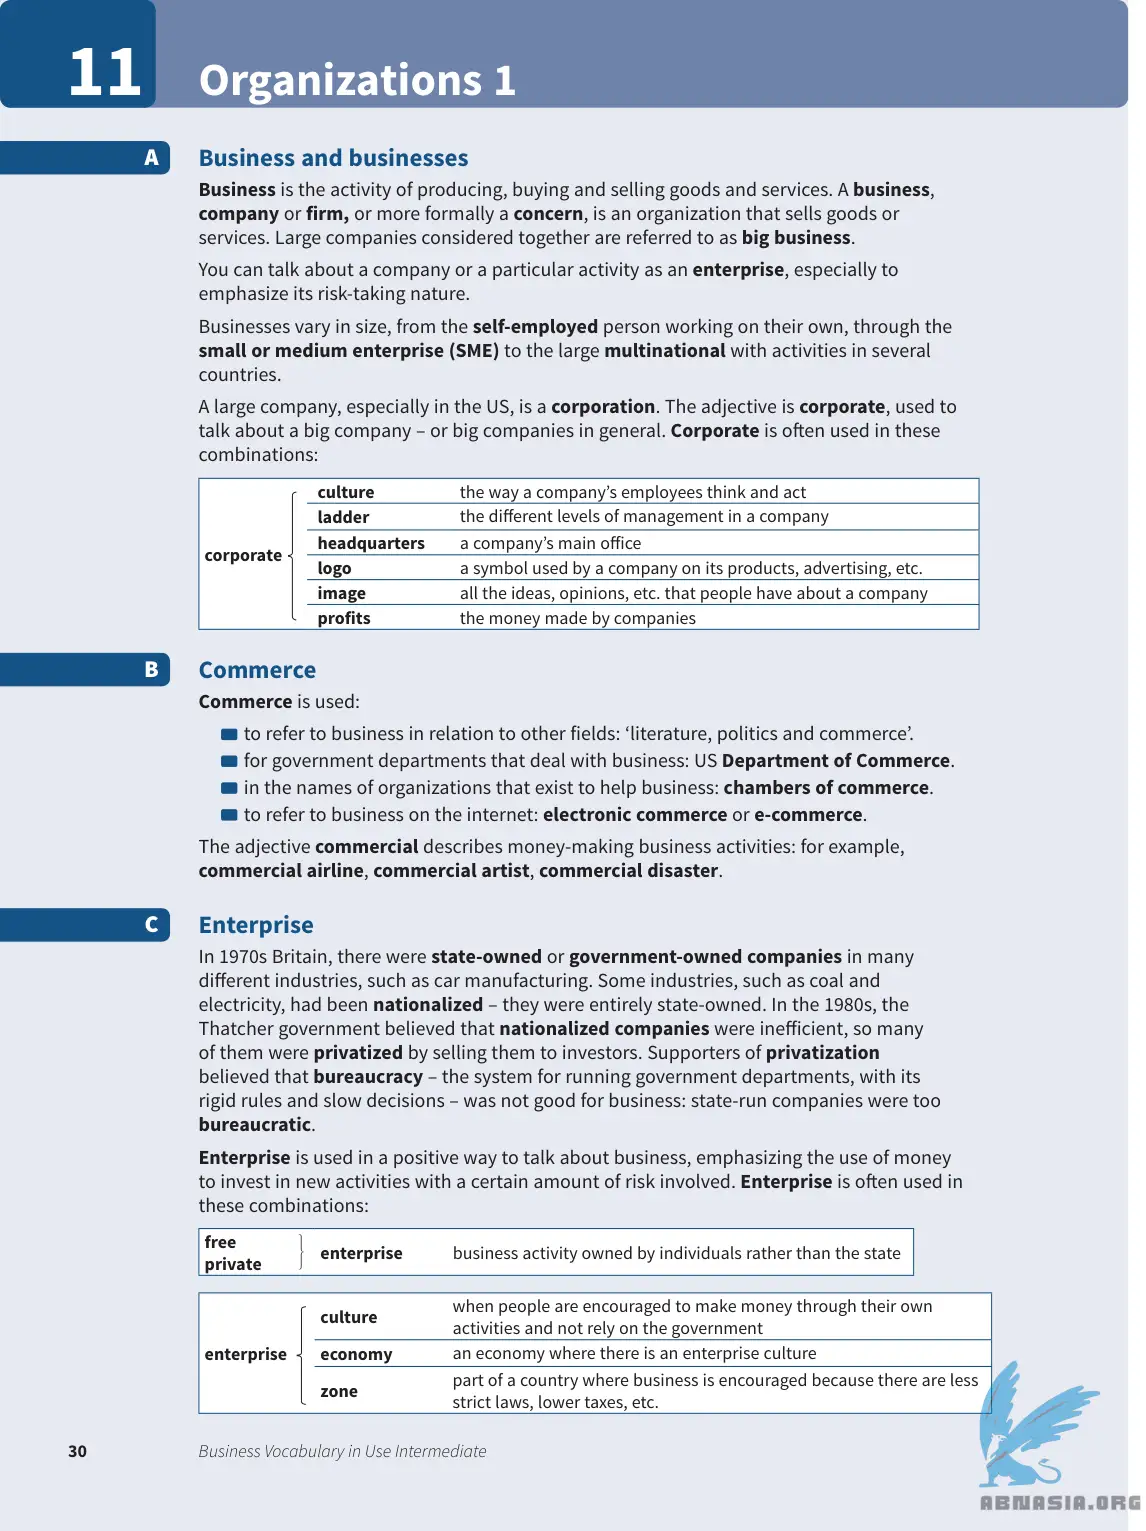 11
Organizations 1
A
Business and businesses
Business is the activity of producing, buying and selling goods and services. A business,
company or firm, or more formally a concern, is an organization that sells goods or
services. Large companies considered together are referred to as big business.
You can talk about a company or a particular activity as an enterprise, especially to
emphasize its risk-taking nature.
Businesses vary in size, from the self-employed person working on their own, through the
small or medium enterprise (SME) to the large multinational with activities in several
countries.
A large company, especially in the US, is a corporation. The adjective is corporate, used to
talk about a big company – or big companies in general. Corporate is often used in these
combinations:
corporate
culture the way a company's employees think and act
ladder the different levels of management in a company
headquarters a company's main office
logo a symbol used by a company on its products, advertising, etc.
image all the ideas, opinions, etc. that people have about a company
profits the money made by companies
B
Commerce
Commerce is used:
to refer to business in relation to other fields: ‘literature, politics and commerce’.
for government departments that deal with business: US Department of Commerce.
in the names of organizations that exist to help business: chambers of commerce.
to refer to business on the internet: electronic commerce or e-commerce.
The adjective commercial describes money-making business activities: for example,
commercial airline, commercial artist, commercial disaster.
C
Enterprise
In 1970s Britain, there were state-owned or government-owned companies in many
different industries, such as car manufacturing. Some industries, such as coal and
electricity, had been nationalized – they were entirely state-owned. In the 1980s, the
Thatcher government believed that nationalized companies were inefficient, so many
of them were privatized by selling them to investors. Supporters of privatization
believed that bureaucracy – the system for running government departments, with its
rigid rules and slow decisions – was not good for business: state-run companies were too
bureaucratic.
Enterprise is used in a positive way to talk about business, emphasizing the use of money
to invest in new activities with a certain amount of risk involved. Enterprise is often used in
these combinations:
free
private
enterprise business activity owned by individuals rather than the state
enterprise
culture when people are encouraged to make money through their own
activities and not rely on the government
economy an economy where there is an enterprise culture
zone part of a country where business is encouraged because there are less
strict laws, lower taxes, etc.
30 Business Vocabulary in Use Intermediate
ABNASIA.ORG